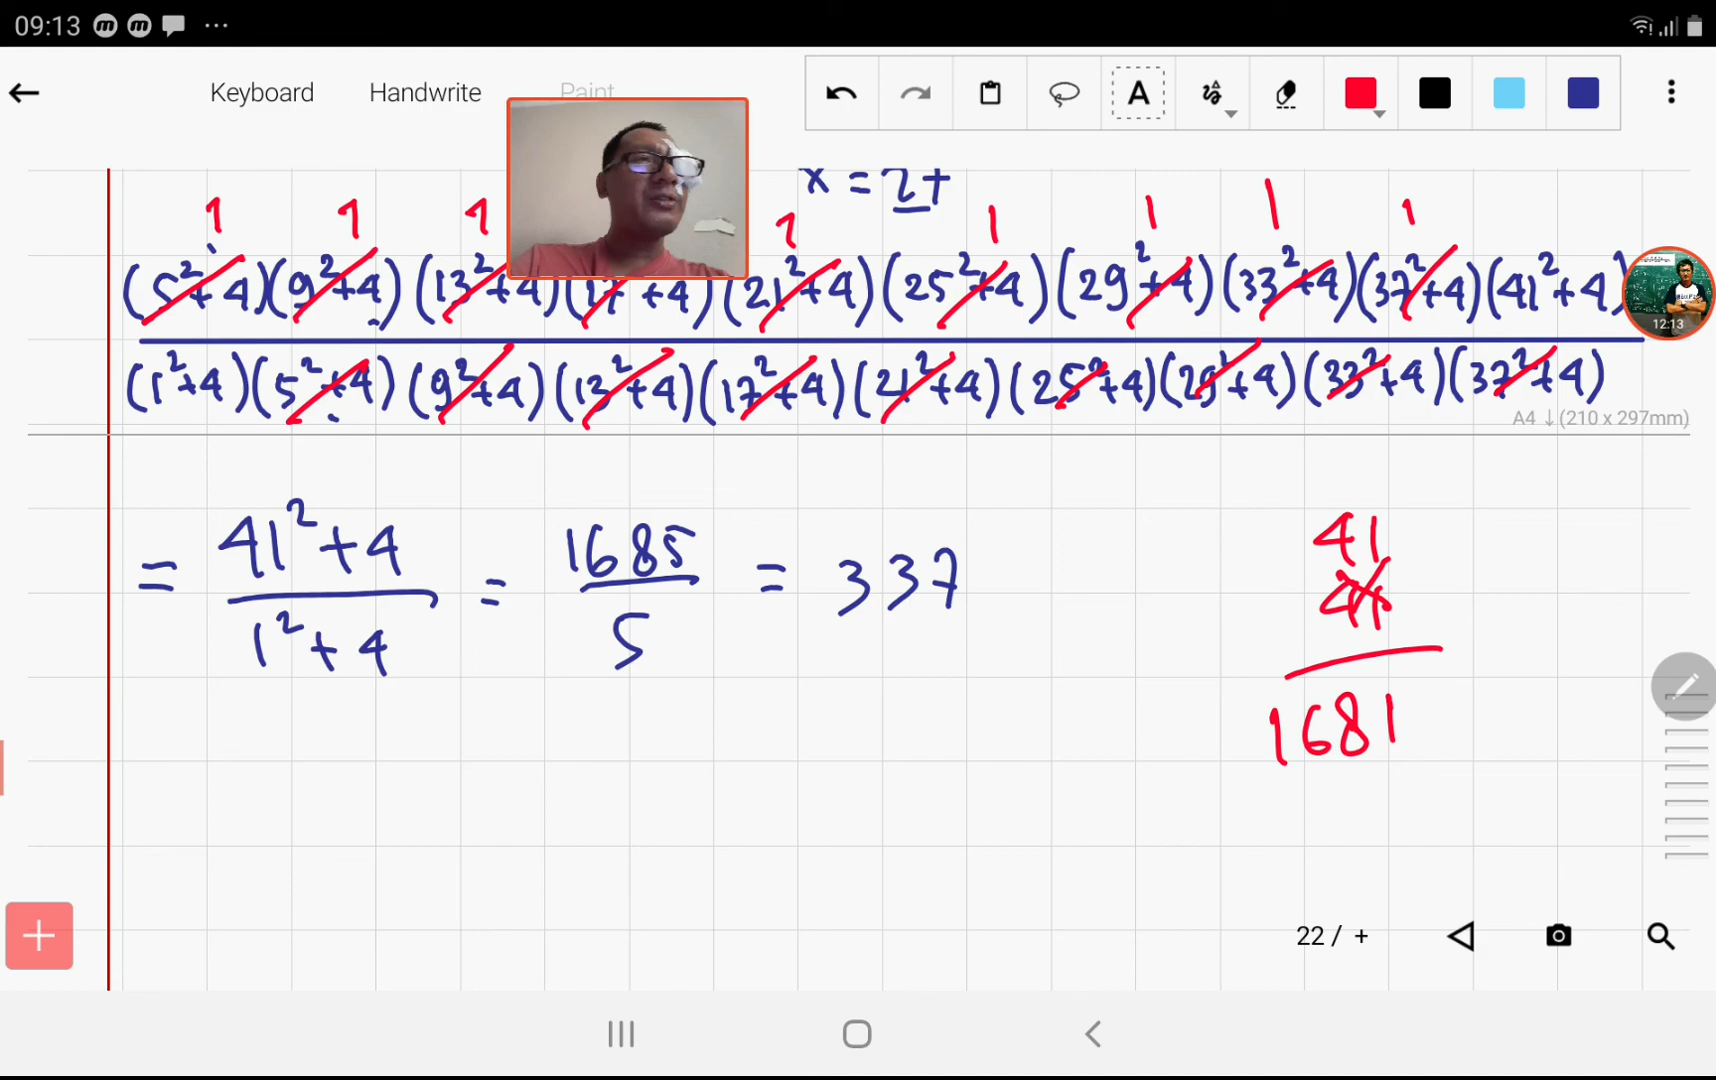 09:13
Keyboard Handwrite Paint A
x = 2t
1 1 1 1 1 1 1 1
(5²+4)(9²+4)(13²+4)(17²+4)(21²+4)(25²+4)(29²+4)(33²+4)(37²+4)(41²+4)
12:13
(1²+4)(5²+4)(9²+4)(13²+4)(17²+4)(21²+4)(25²+4)(29²+4)(33²+4)(37²+4)
A4 ↓ (210 x 297mm)
= 41²+4 / 1²+4 = 1685 / 5 = 337
41
41
1681
22 / +